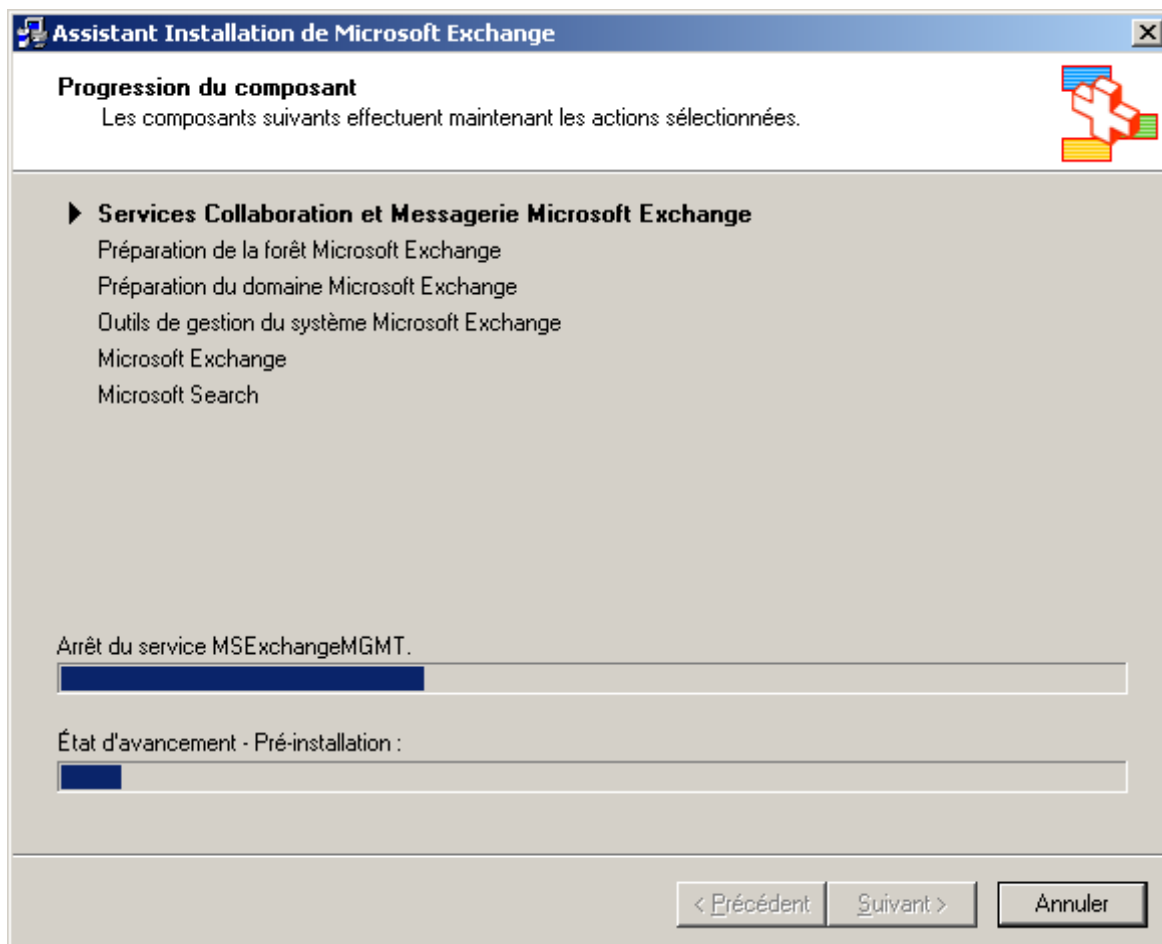 Assistant Installation de Microsoft Exchange
Progression du composant
Les composants suivants effectuent maintenant les actions sélectionnées.
Services Collaboration et Messagerie Microsoft Exchange
Préparation de la forêt Microsoft Exchange
Préparation du domaine Microsoft Exchange
Outils de gestion du système Microsoft Exchange
Microsoft Exchange
Microsoft Search
Arrêt du service MSExchangeMGMT.
État d'avancement - Pré-installation :
< Précédent
Suivant >
Annuler